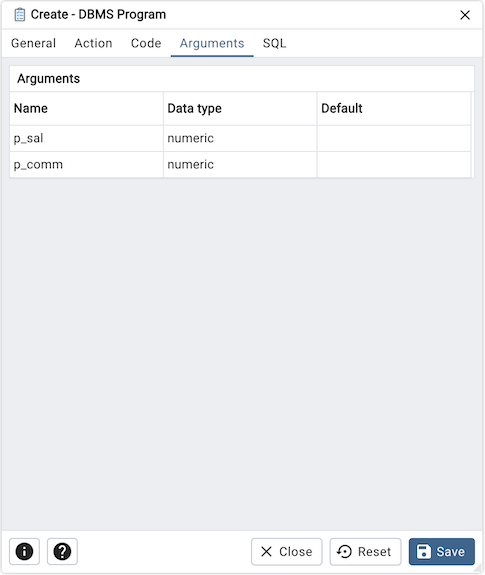 Create - DBMS Program
General Action Code Arguments SQL
Arguments
Name Data type Default
p_sal numeric
p_comm numeric
Close Reset Save